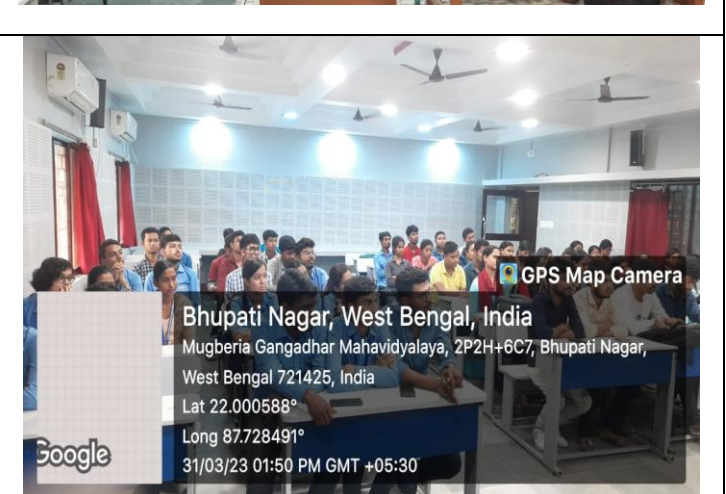 GPS Map Camera
Bhupati Nagar, West Bengal, India
Mugberia Gangadhar Mahavidyalaya, 2P2H+6C7, Bhupati Nagar,
West Bengal 721425, India
Lat 22.000588°
Long 87.728491°
31/03/23 01:50 PM GMT +05:30
Google